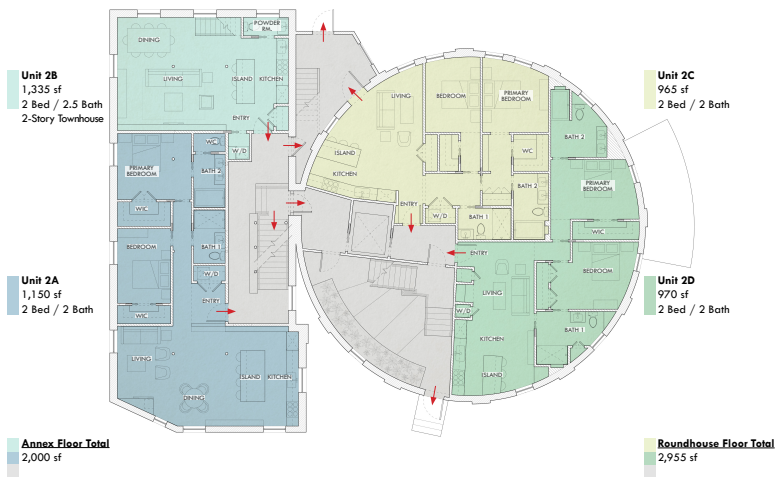 Unit 2B
1,335 sf
2 Bed / 2.5 Bath
2-Story Townhouse
Unit 2A
1,150 sf
2 Bed / 2 Bath
Annex Floor Total
2,000 sf
POWDER
RM.
DINING
LIVING
ISLAND
KITCHEN
ENTRY
W/D
WC
PRIMARY
BEDROOM
BATH 2
WIC
BEDROOM
BATH 1
W/D
WIC
ENTRY
LIVING
ISLAND
KITCHEN
DINING
LIVING
BEDROOM
PRIMARY
BEDROOM
ISLAND
KITCHEN
WC
BATH 2
ENTRY
W/D
BATH 1
BATH 2
PRIMARY
BEDROOM
WIC
ENTRY
BEDROOM
LIVING
W/D
BATH 1
KITCHEN
ISLAND
Unit 2C
965 sf
2 Bed / 2 Bath
Unit 2D
970 sf
2 Bed / 2 Bath
Roundhouse Floor Total
2,955 sf